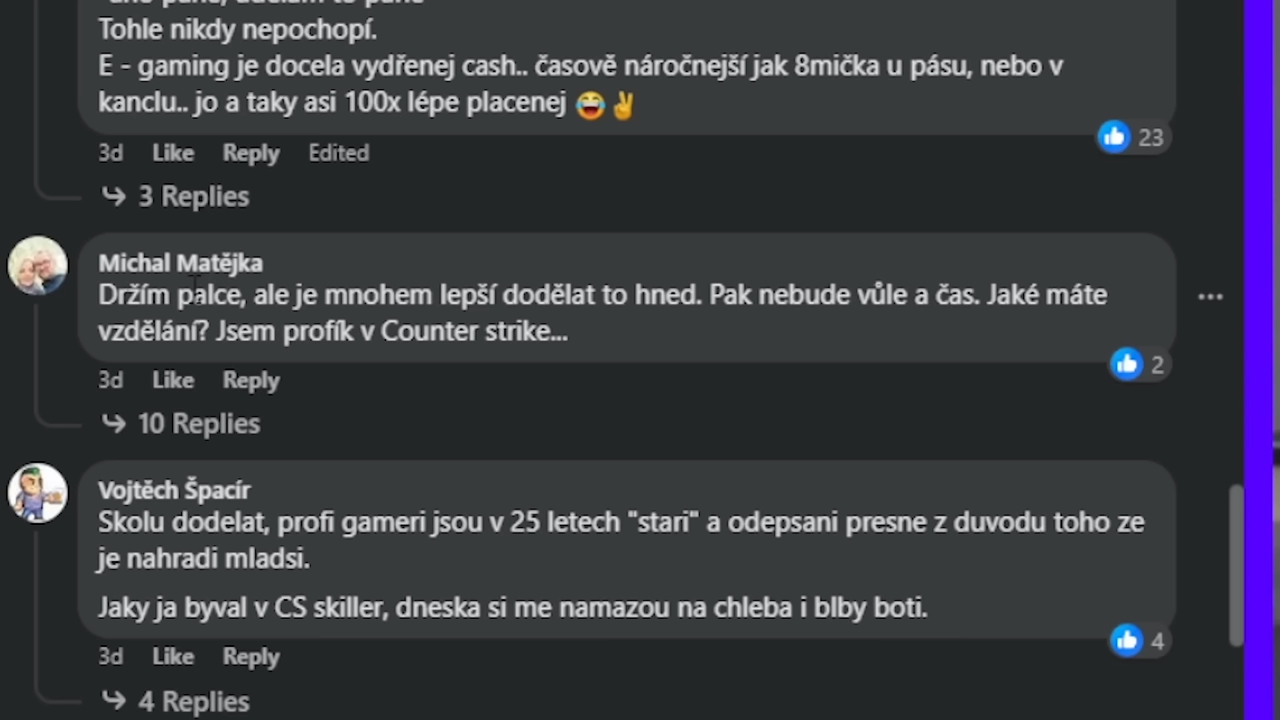 Tohle nikdy nepochopí.
E - gaming je docela vydřenej cash.. časově náročnejší jak 8mička u pásu, nebo v
kanclu.. jo a taky asi 100x lépe placenej 😂✌️
23
3d Like Reply Edited
3 Replies
Michal Matějka
Držím palce, ale je mnohem lepší dodělat to hned. Pak nebude vůle a čas. Jaké máte
vzdělání? Jsem profík v Counter strike...
2
3d Like Reply
10 Replies
Vojtěch Špacír
Skolu dodelat, profi gameri jsou v 25 letech "stari" a odepsani presne z duvodu toho ze
je nahradi mladsi.
Jaky ja byval v CS skiller, dneska si me namazou na chleba i blby boti.
4
3d Like Reply
4 Replies